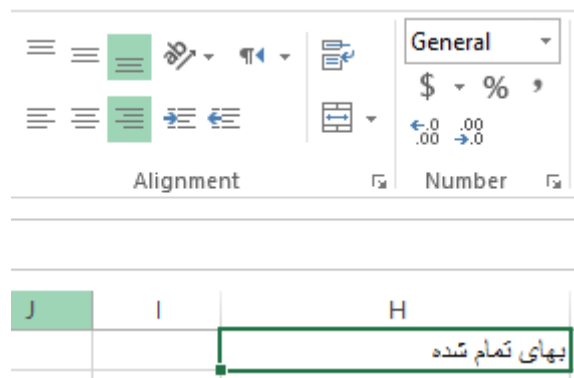 General
$ %
Alignment
Number
J I H
بهای تمام شده